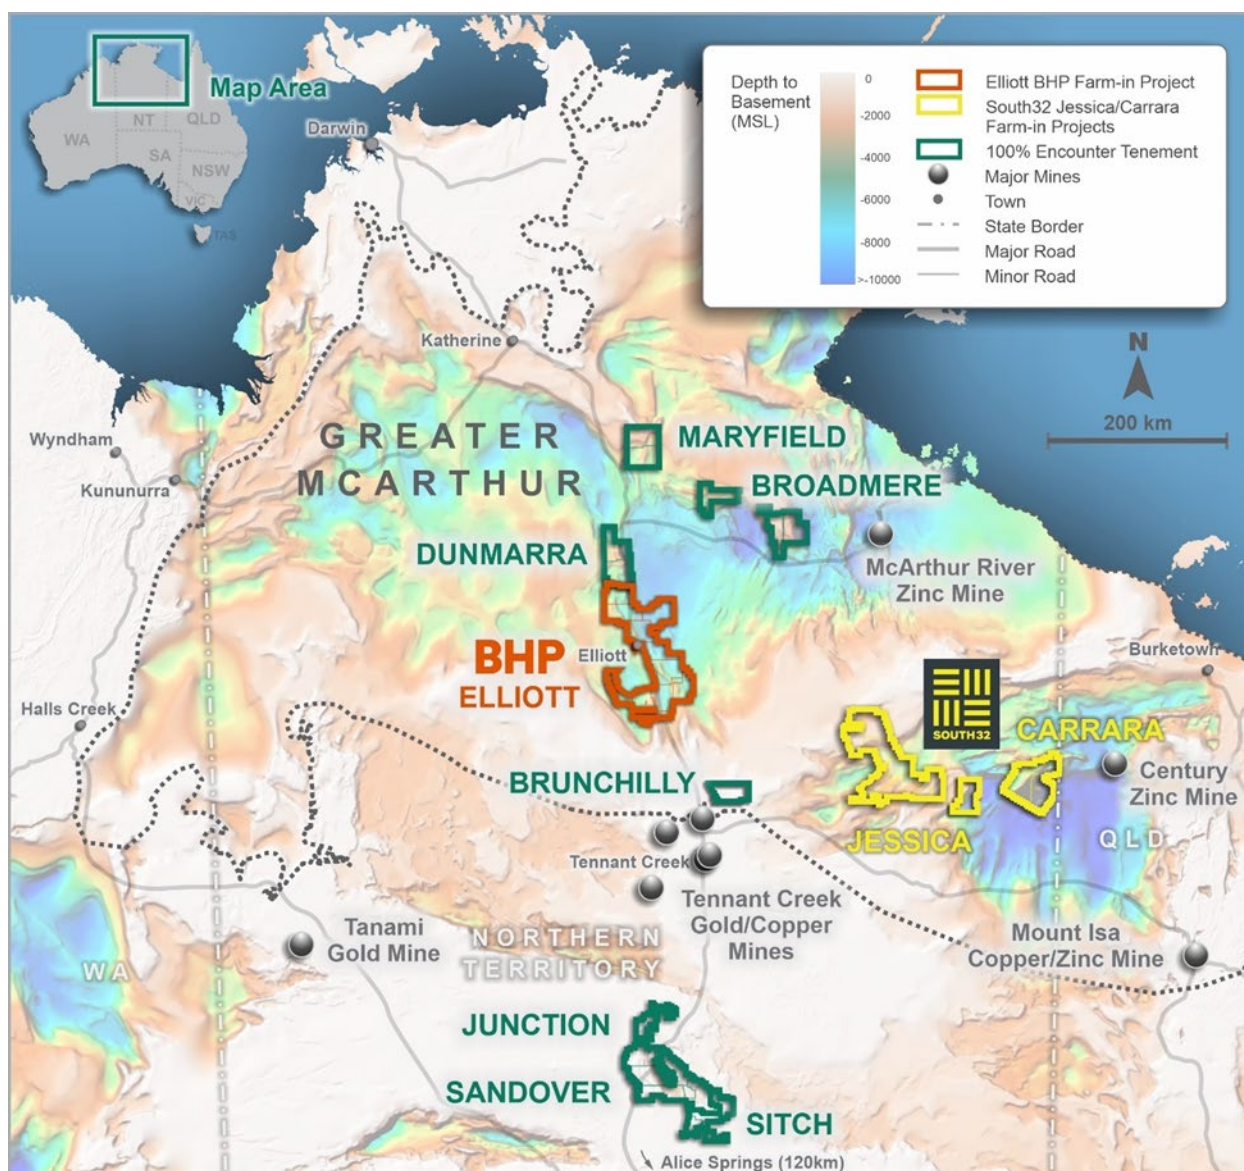 Map Area
WA
NT
QLD
SA
NSW
VIC
TAS
Darwin
Depth to
Basement
(MSL)
0
-2000
-4000
-6000
-8000
>-10000
Elliott BHP Farm-in Project
South32 Jessica/Carrara
Farm-in Projects
100% Encounter Tenement
Major Mines
Town
State Border
Major Road
Minor Road
N
200 km
Katherine
Wyndham
Kununurra
GREATER
MCARTHUR
MARYFIELD
BROADMERE
DUNMARRA
McArthur River
Zinc Mine
BHP
ELLIOTT
Elliott
Burketown
Halls Creek
SOUTH32
CARRARA
Century
Zinc Mine
BRUNCHILLY
JESSICA
QLD
Tennant Creek
Tennant Creek
Gold/Copper
Mines
Tanami
Gold Mine
NORTHERN
TERRITORY
Mount Isa
Copper/Zinc Mine
WA
JUNCTION
SANDOVER
SITCH
Alice Springs (120km)